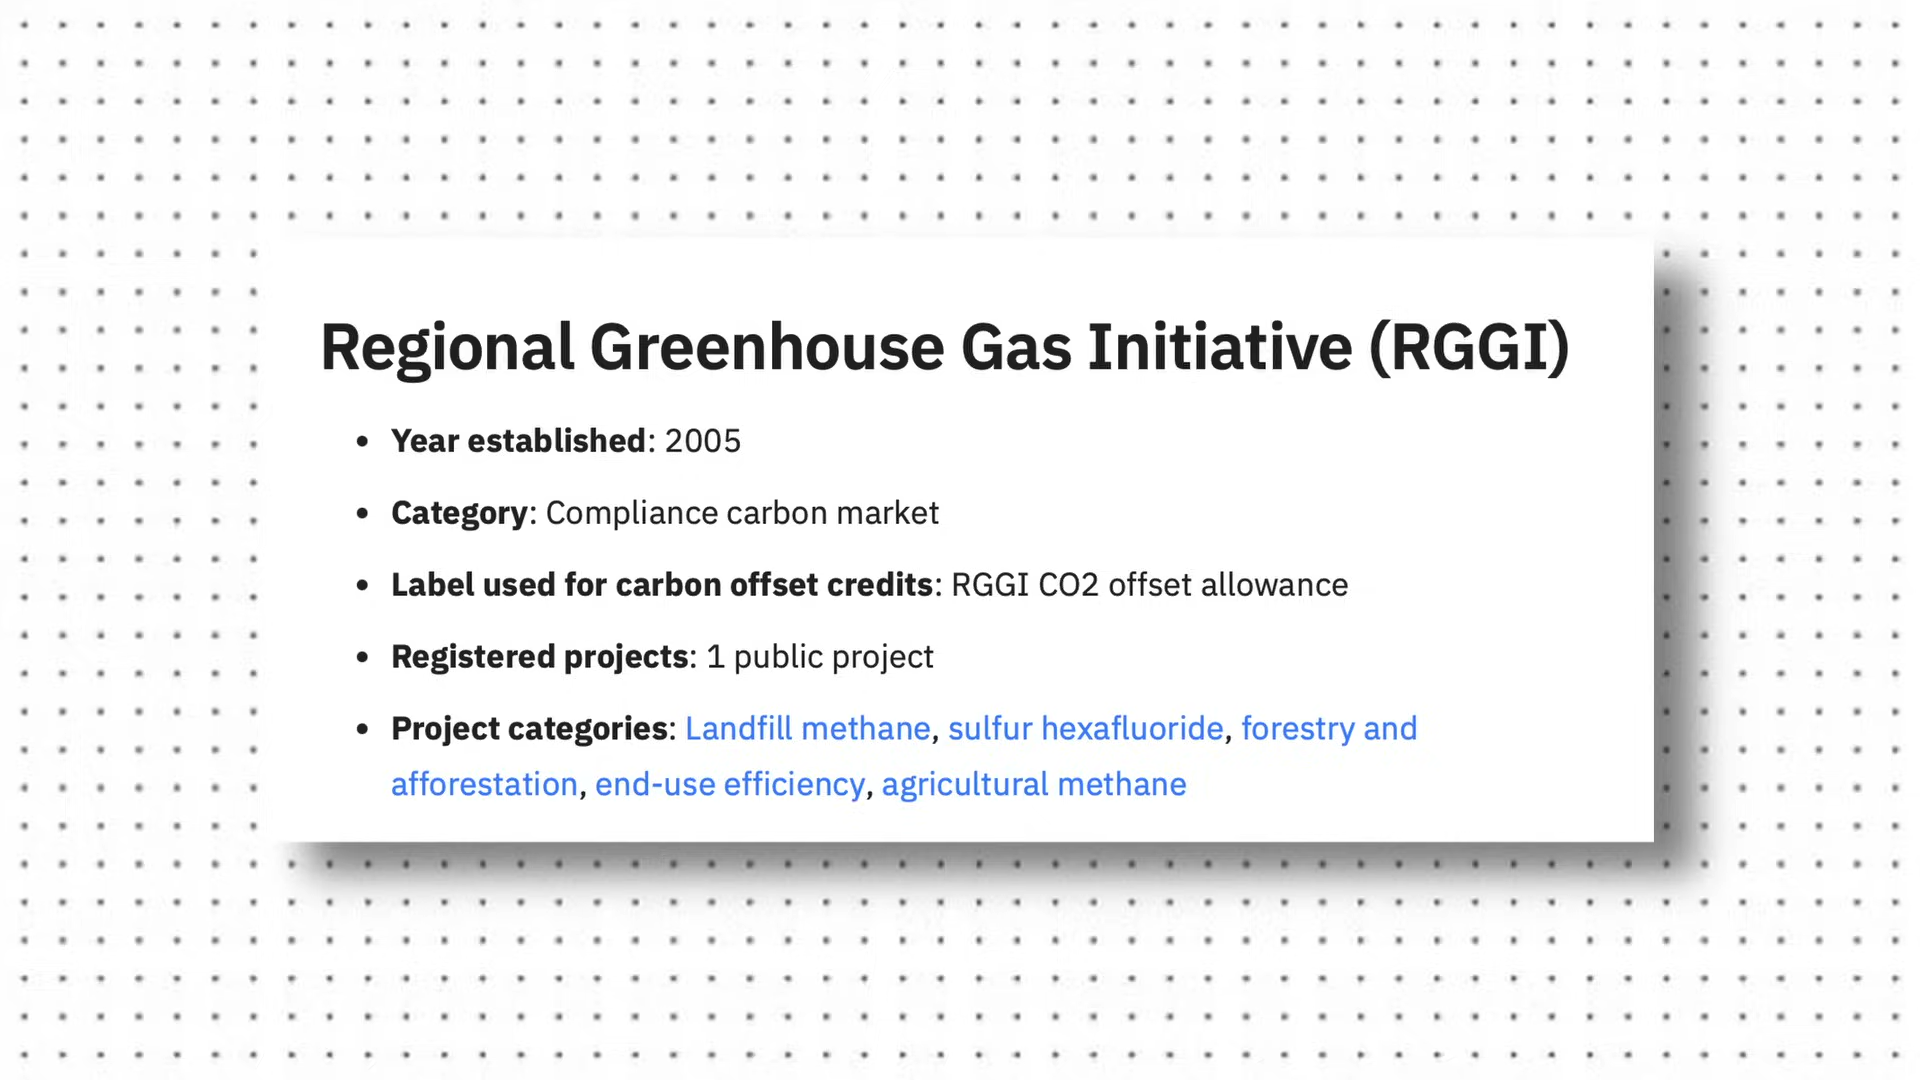 Regional Greenhouse Gas Initiative (RGGI)
• Year established: 2005
• Category: Compliance carbon market
• Label used for carbon offset credits: RGGI CO2 offset allowance
• Registered projects: 1 public project
• Project categories: Landfill methane, sulfur hexafluoride, forestry and
afforestation, end-use efficiency, agricultural methane